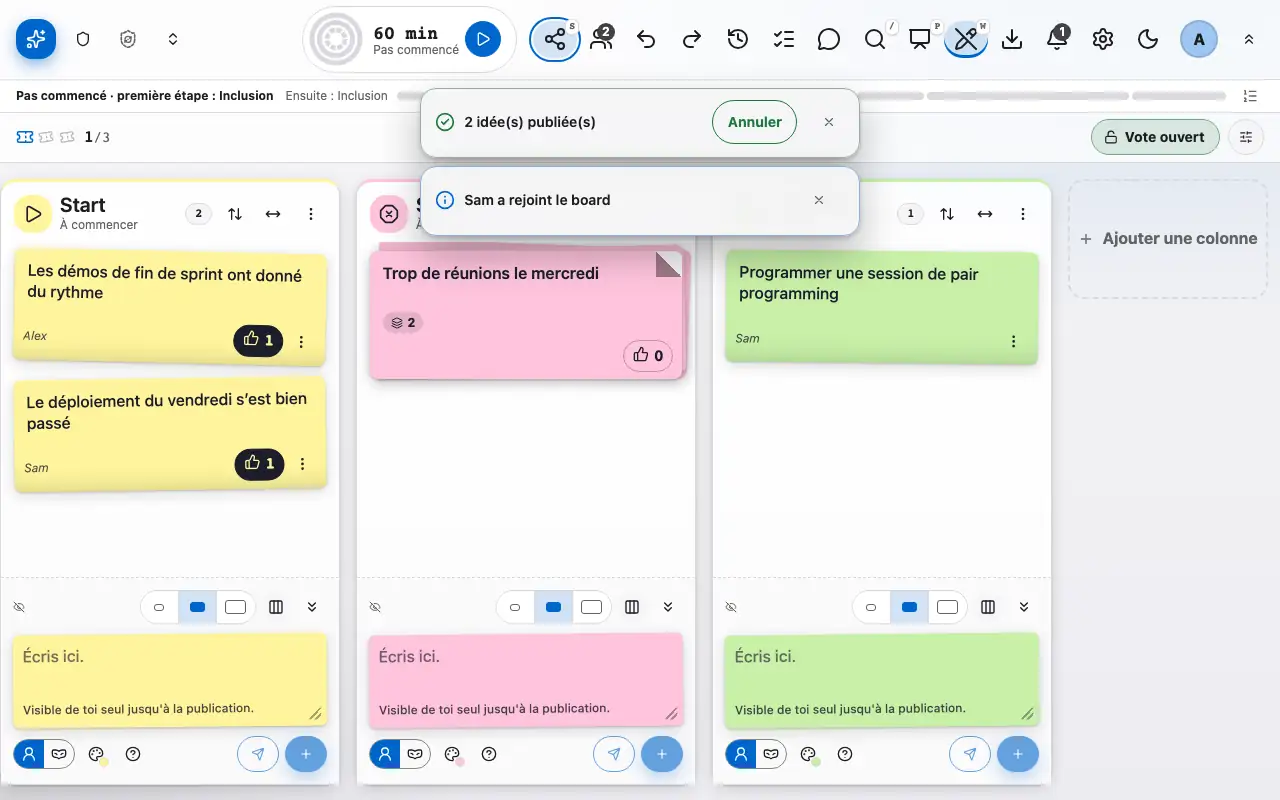 60 min
Pas commencé
S
2
/
P
W
1
A
Pas commencé · première étape : Inclusion
Ensuite : Inclusion
2 idée(s) publiée(s)
Annuler
1/3
Vote ouvert
Sam a rejoint le board
Start
À commencer
2
1
Ajouter une colonne
Les démos de fin de sprint ont donné
du rythme
Alex
1
Le déploiement du vendredi s'est bien
passé
Sam
1
Trop de réunions le mercredi
2
0
Programmer une session de pair
programming
Sam
Écris ici.
Visible de toi seul jusqu'à la publication.
Écris ici.
Visible de toi seul jusqu'à la publication.
Écris ici.
Visible de toi seul jusqu'à la publication.